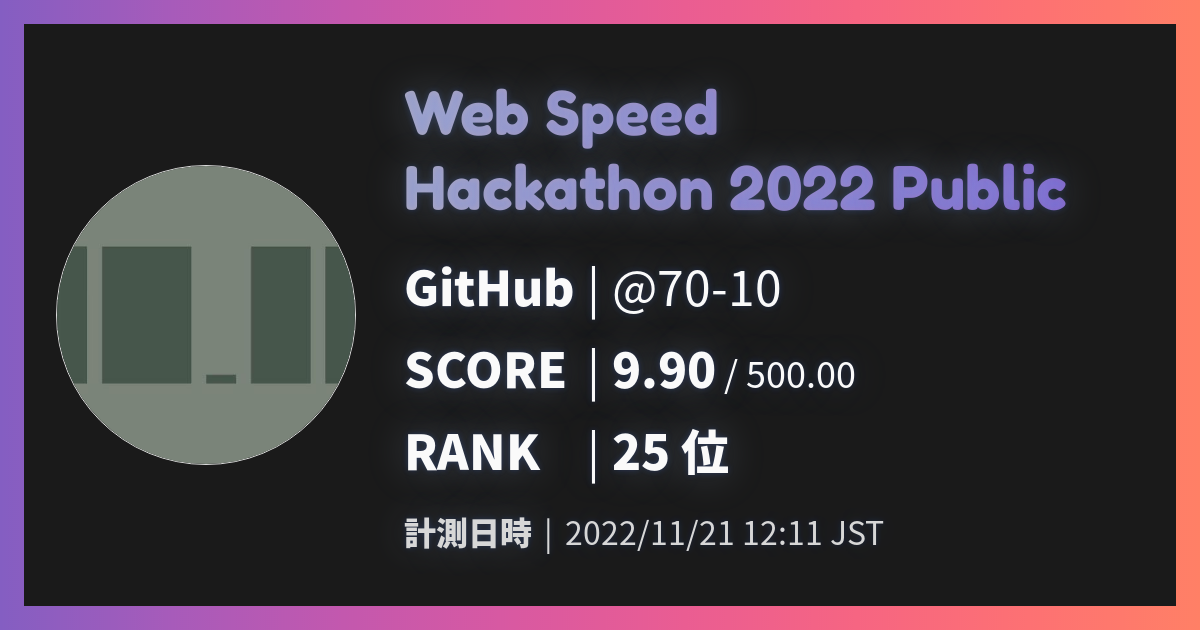 Web Speed
Hackathon 2022 Public
GitHub | @70-10
SCORE | 9.90 / 500.00
RANK | 25 位
計測日時 | 2022/11/21 12:11 JST